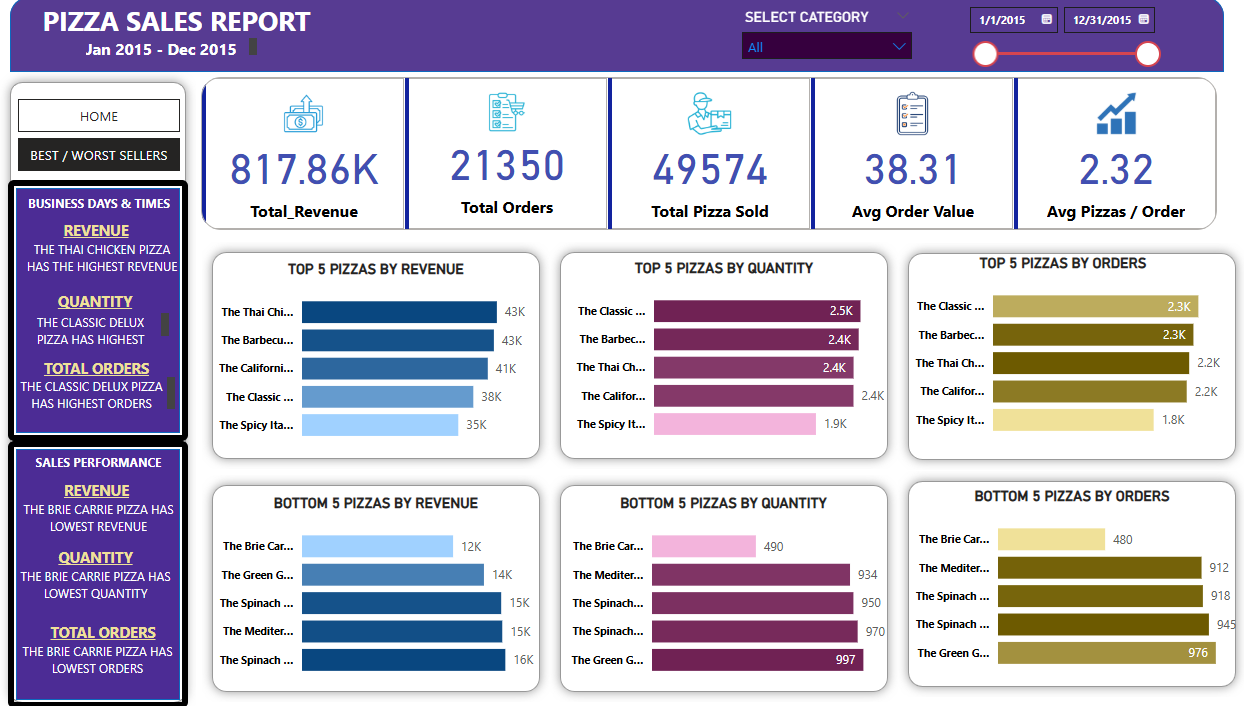 PIZZA SALES REPORT
Jan 2015 - Dec 2015
SELECT CATEGORY
All
1/1/2015
12/31/2015
HOME
BEST / WORST SELLERS
817.86K
Total_Revenue
21350
Total Orders
49574
Total Pizza Sold
38.31
Avg Order Value
2.32
Avg Pizzas / Order
BUSINESS DAYS & TIMES
REVENUE
THE THAI CHICKEN PIZZA
HAS THE HIGHEST REVENUE
QUANTITY
THE CLASSIC DELUX
PIZZA HAS HIGHEST
TOTAL ORDERS
THE CLASSIC DELUX PIZZA
HAS HIGHEST ORDERS
SALES PERFORMANCE
REVENUE
THE BRIE CARRIE PIZZA HAS
LOWEST REVENUE
QUANTITY
THE BRIE CARRIE PIZZA HAS
LOWEST QUANTITY
TOTAL ORDERS
THE BRIE CARRIE PIZZA HAS
LOWEST ORDERS
TOP 5 PIZZAS BY REVENUE
The Thai Chi... 43K
The Barbecu... 43K
The Californi... 41K
The Classic ... 38K
The Spicy Ita... 35K
TOP 5 PIZZAS BY QUANTITY
The Classic ... 2.5K
The Barbec... 2.4K
The Thai Ch... 2.4K
The Califor... 2.4K
The Spicy It... 1.9K
TOP 5 PIZZAS BY ORDERS
The Classic ... 2.3K
The Barbec... 2.3K
The Thai Ch... 2.2K
The Califor... 2.2K
The Spicy It... 1.8K
BOTTOM 5 PIZZAS BY REVENUE
The Brie Car... 12K
The Green G... 14K
The Spinach ... 15K
The Mediter... 15K
The Spinach ... 16K
BOTTOM 5 PIZZAS BY QUANTITY
The Brie Car... 490
The Mediter... 934
The Spinach... 950
The Spinach... 970
The Green G... 997
BOTTOM 5 PIZZAS BY ORDERS
The Brie Car... 480
The Mediter... 912
The Spinach ... 918
The Spinach ... 945
The Green G... 976